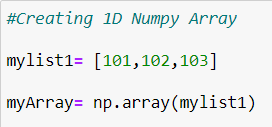 #Creating 1D Numpy Array
mylist1= [101,102,103]
myArray= np.array(mylist1)